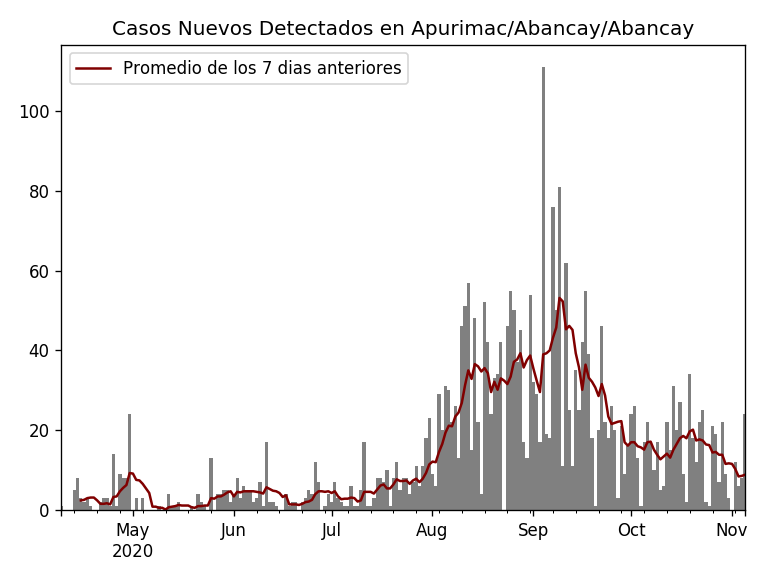 Casos Nuevos Detectados en Apurimac/Abancay/Abancay
Promedio de los 7 dias anteriores
100
80
60
40
20
0
May Jun Jul Aug Sep Oct Nov
2020